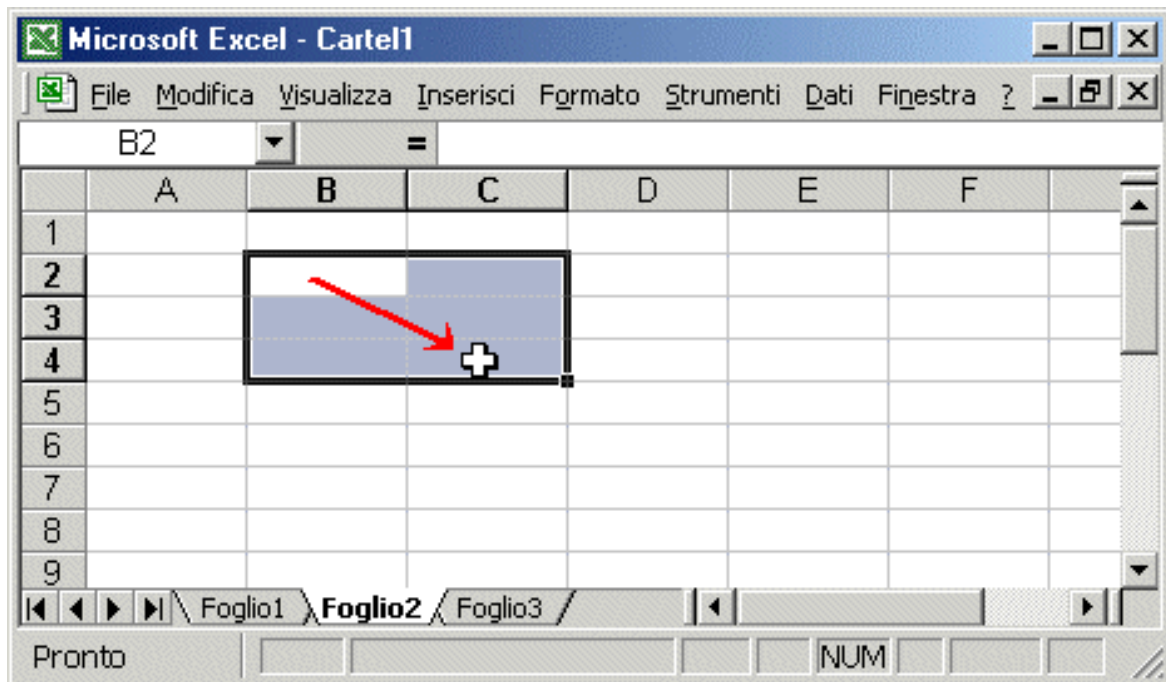 Microsoft Excel - Cartel1
File Modifica Visualizza Inserisci Formato Strumenti Dati Finestra ?
B2 =
A B C D E F
1
2
3
4
5
6
7
8
9
Foglio1 Foglio2 Foglio3
Pronto NUM